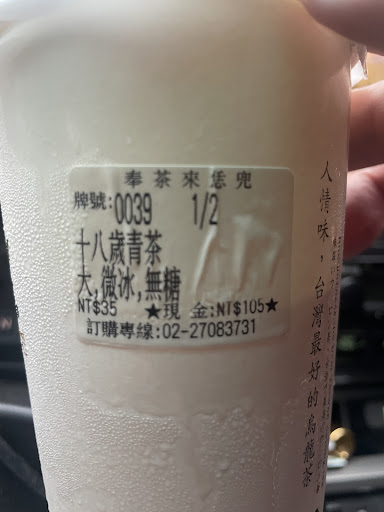 奉茶來恁兜
牌號:0039 1/2
十八歲青茶
大,微冰,無糖
NT$35 ★現 金:NT$105★
訂購專線:02-27083731
人情味,台灣最好的烏龍茶